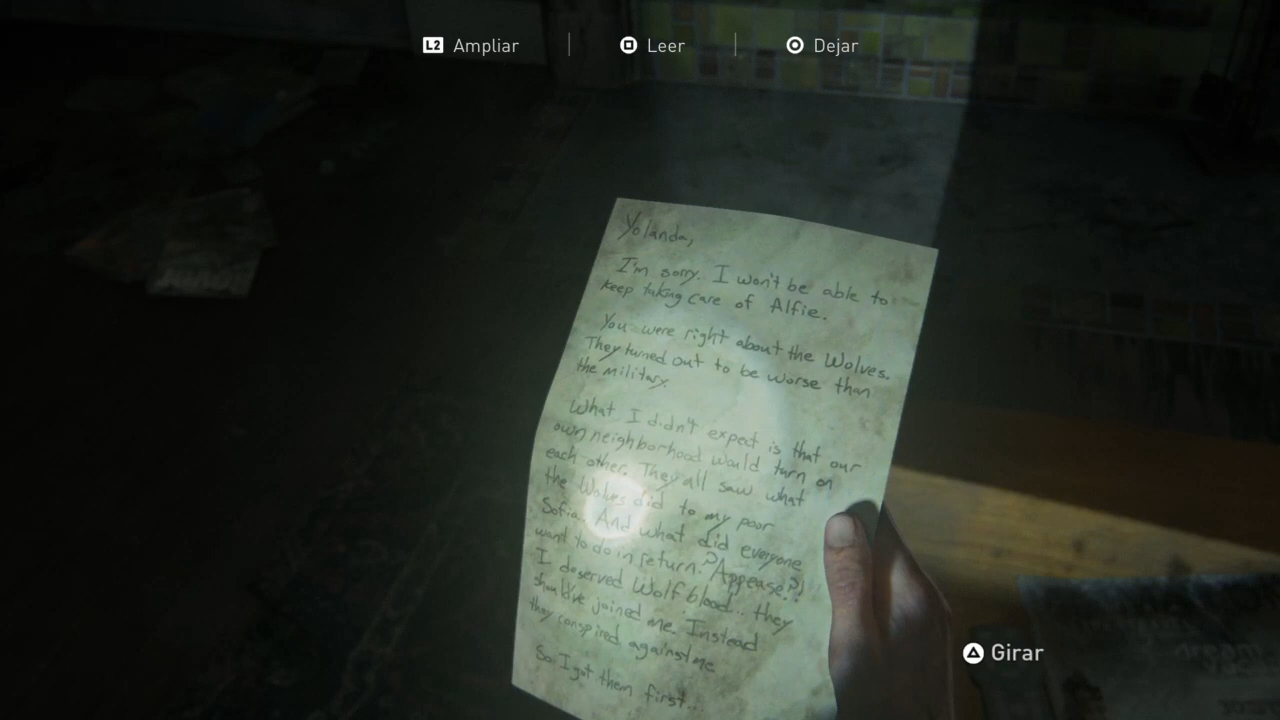 L2 Ampliar
Leer
Dejar
Yolanda,
I'm sorry. I won't be able to
keep taking care of Alfie.
You were right about the Wolves.
They turned out to be worse than
the military.
What I didn't expect is that our
own neighborhood would turn on
each other. They all saw what
the Wolves did to my poor
Sofia. And what did everyone
want to do in return? Appease?!
I deserved Wolf blood... they
should've joined me. Instead
they conspired against me
So I got them first...
Girar